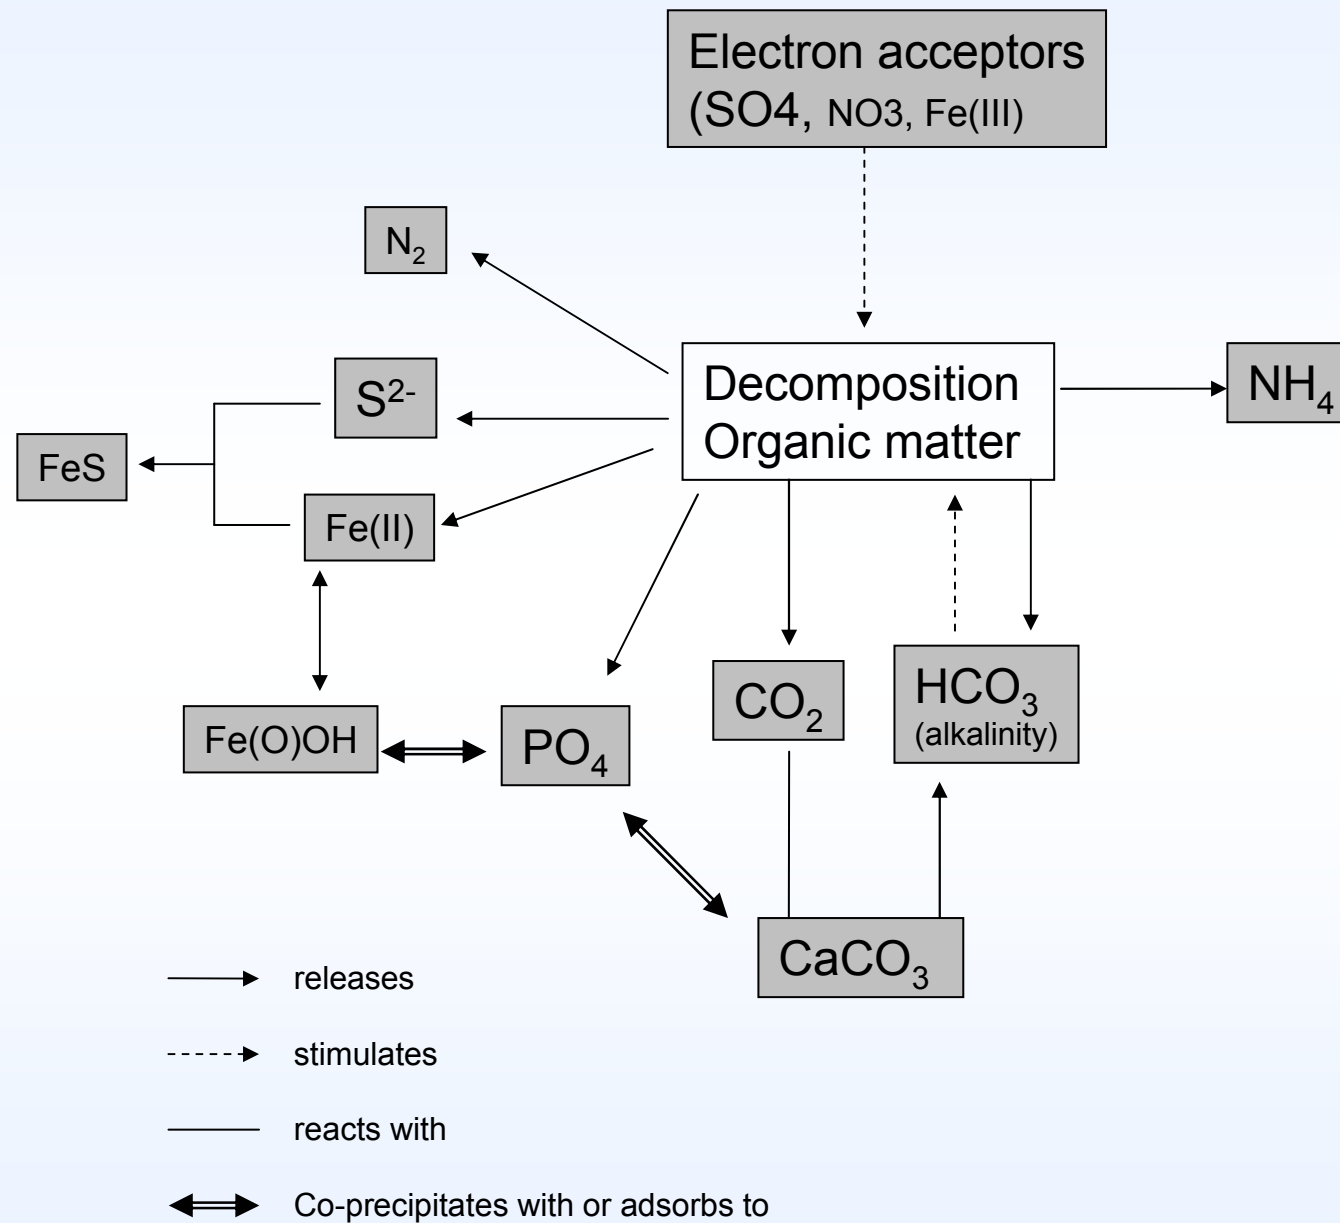 Electron acceptors
(SO4, NO3, Fe(III)
N₂
S²⁻
Decomposition
Organic matter
NH₄
FeS
Fe(II)
CO₂
HCO₃
(alkalinity)
Fe(O)OH
PO₄
CaCO₃
releases
stimulates
reacts with
Co-precipitates with or adsorbs to